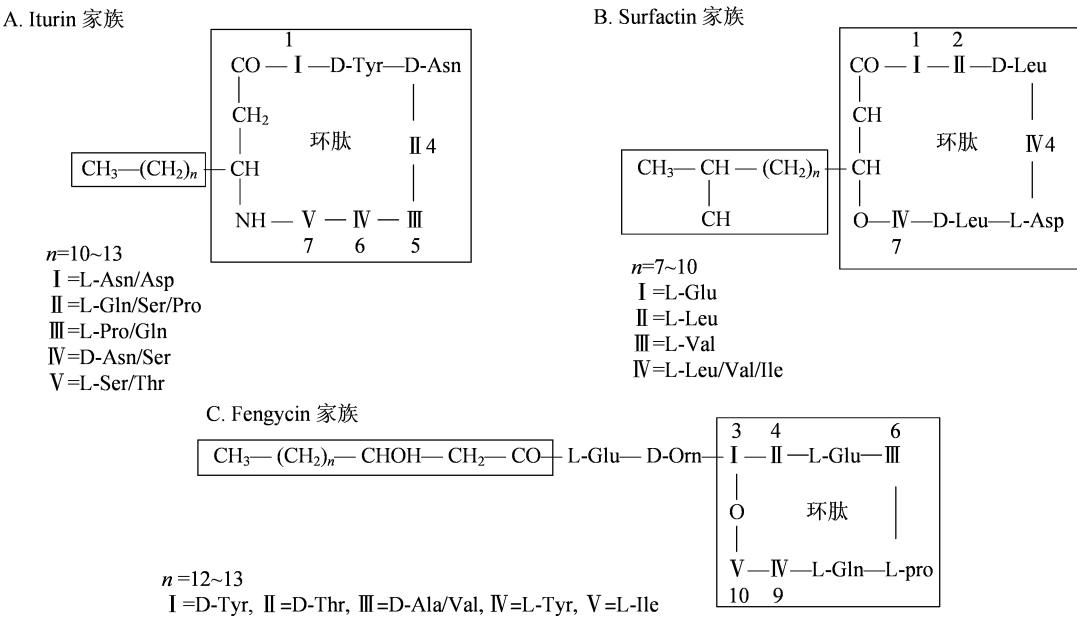 A. Iturin 家族
1
CO — Ⅰ —D-Tyr—D-Asn
CH₂
环肽
Ⅱ 4
CH₃—(CH₂)ₙ
CH
NH — Ⅴ — Ⅳ — Ⅲ
7 6 5
n=10~13
Ⅰ=L-Asn/Asp
Ⅱ=L-Gln/Ser/Pro
Ⅲ=L-Pro/Gln
Ⅳ=D-Asn/Ser
Ⅴ=L-Ser/Thr
B. Surfactin 家族
1 2
CO — Ⅰ — Ⅱ —D-Leu
CH
环肽
Ⅳ4
CH₃— CH — (CH₂)ₙ
CH
CH
O—Ⅳ—D-Leu—L-Asp
7
n=7~10
Ⅰ=L-Glu
Ⅱ=L-Leu
Ⅲ=L-Val
Ⅳ=L-Leu/Val/Ile
C. Fengycin 家族
3 4 6
CH₃— (CH₂)ₙ— CHOH— CH₂— CO— L-Glu— D-Orn— Ⅰ — Ⅱ —L-Glu—Ⅲ
O
环肽
Ⅴ—Ⅳ—L-Gln—L-pro
10 9
n =12~13
Ⅰ=D-Tyr, Ⅱ=D-Thr, Ⅲ=D-Ala/Val, Ⅳ=L-Tyr, Ⅴ=L-Ile